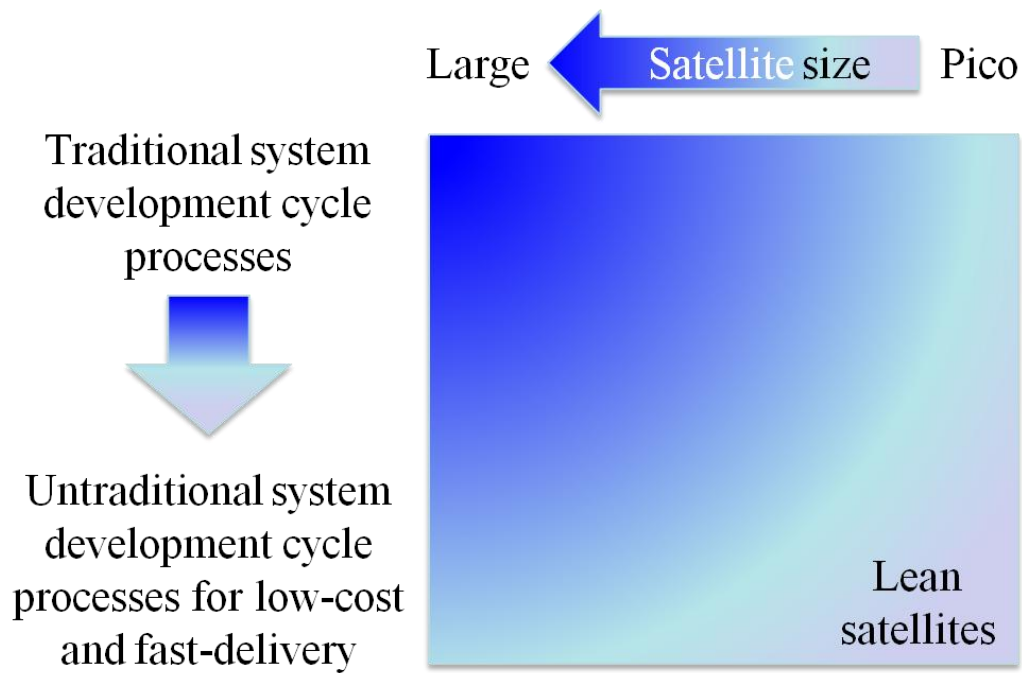 Large
Satellite size
Pico
Traditional system
development cycle
processes
Untraditional system
development cycle
processes for low-cost
and fast-delivery
Lean
satellites